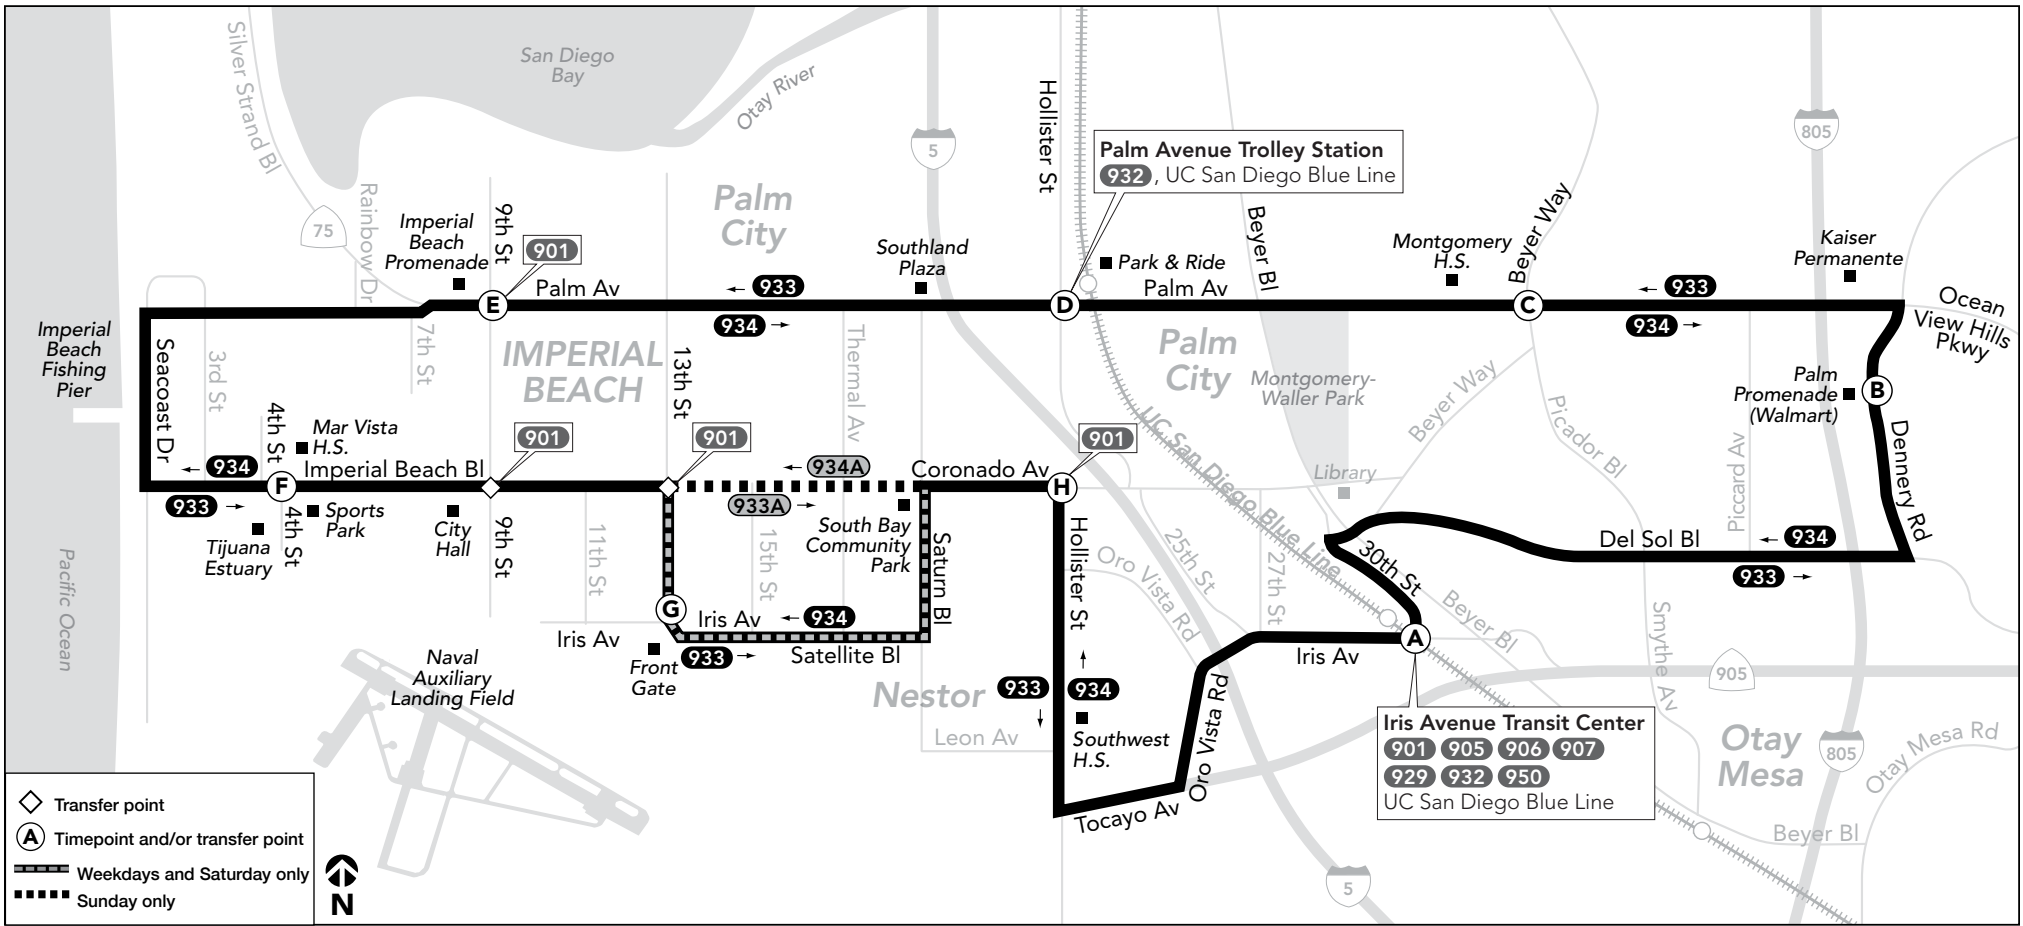 San Diego
Bay
Otay River
Silver Strand Bl
75
Rainbow Dr
Imperial
Beach
Promenade
9th St
901
E
Palm Av
Palm
City
933
934
Southland
Plaza
5
Hollister St
Palm Avenue Trolley Station
932, UC San Diego Blue Line
Park & Ride
D
Palm Av
Beyer Bl
Montgomery
H.S.
Beyer Way
C
933
934
805
Kaiser
Permanente
Ocean
View Hills
Pkwy
Imperial
Beach
Fishing
Pier
Seacoast Dr
3rd St
7th St
IMPERIAL
BEACH
13th St
Thermal Av
Palm
City
Montgomery-
Waller Park
Beyer Way
Picador Bl
Palm
Promenade
(Walmart)
B
Dennery Rd
Piccard Av
4th St
Mar Vista
H.S.
934
Imperial Beach Bl
901
901
934A
Coronado Av
901
UC San Diego Blue Line
Library
F
H
933
4th St
Sports
Park
Tijuana
Estuary
City
Hall
9th St
11th St
933A
15th St
South Bay
Community
Park
Saturn Bl
Hollister St
Oro Vista Rd
25th St
27th St
30th St
Del Sol Bl
934
933
Pacific Ocean
G
Iris Av
934
Iris Av
933
Satellite Bl
Front
Gate
Naval
Auxiliary
Landing Field
Nestor
Leon Av
933
934
Southwest
H.S.
Oro Vista Rd
Tocayo Av
Iris Av
A
Beyer Bl
Smythe Av
905
Iris Avenue Transit Center
901 905 906 907
929 932 950
UC San Diego Blue Line
Otay
Mesa
805
Otay Mesa Rd
Beyer Bl
5
Transfer point
A Timepoint and/or transfer point
Weekdays and Saturday only
Sunday only
N